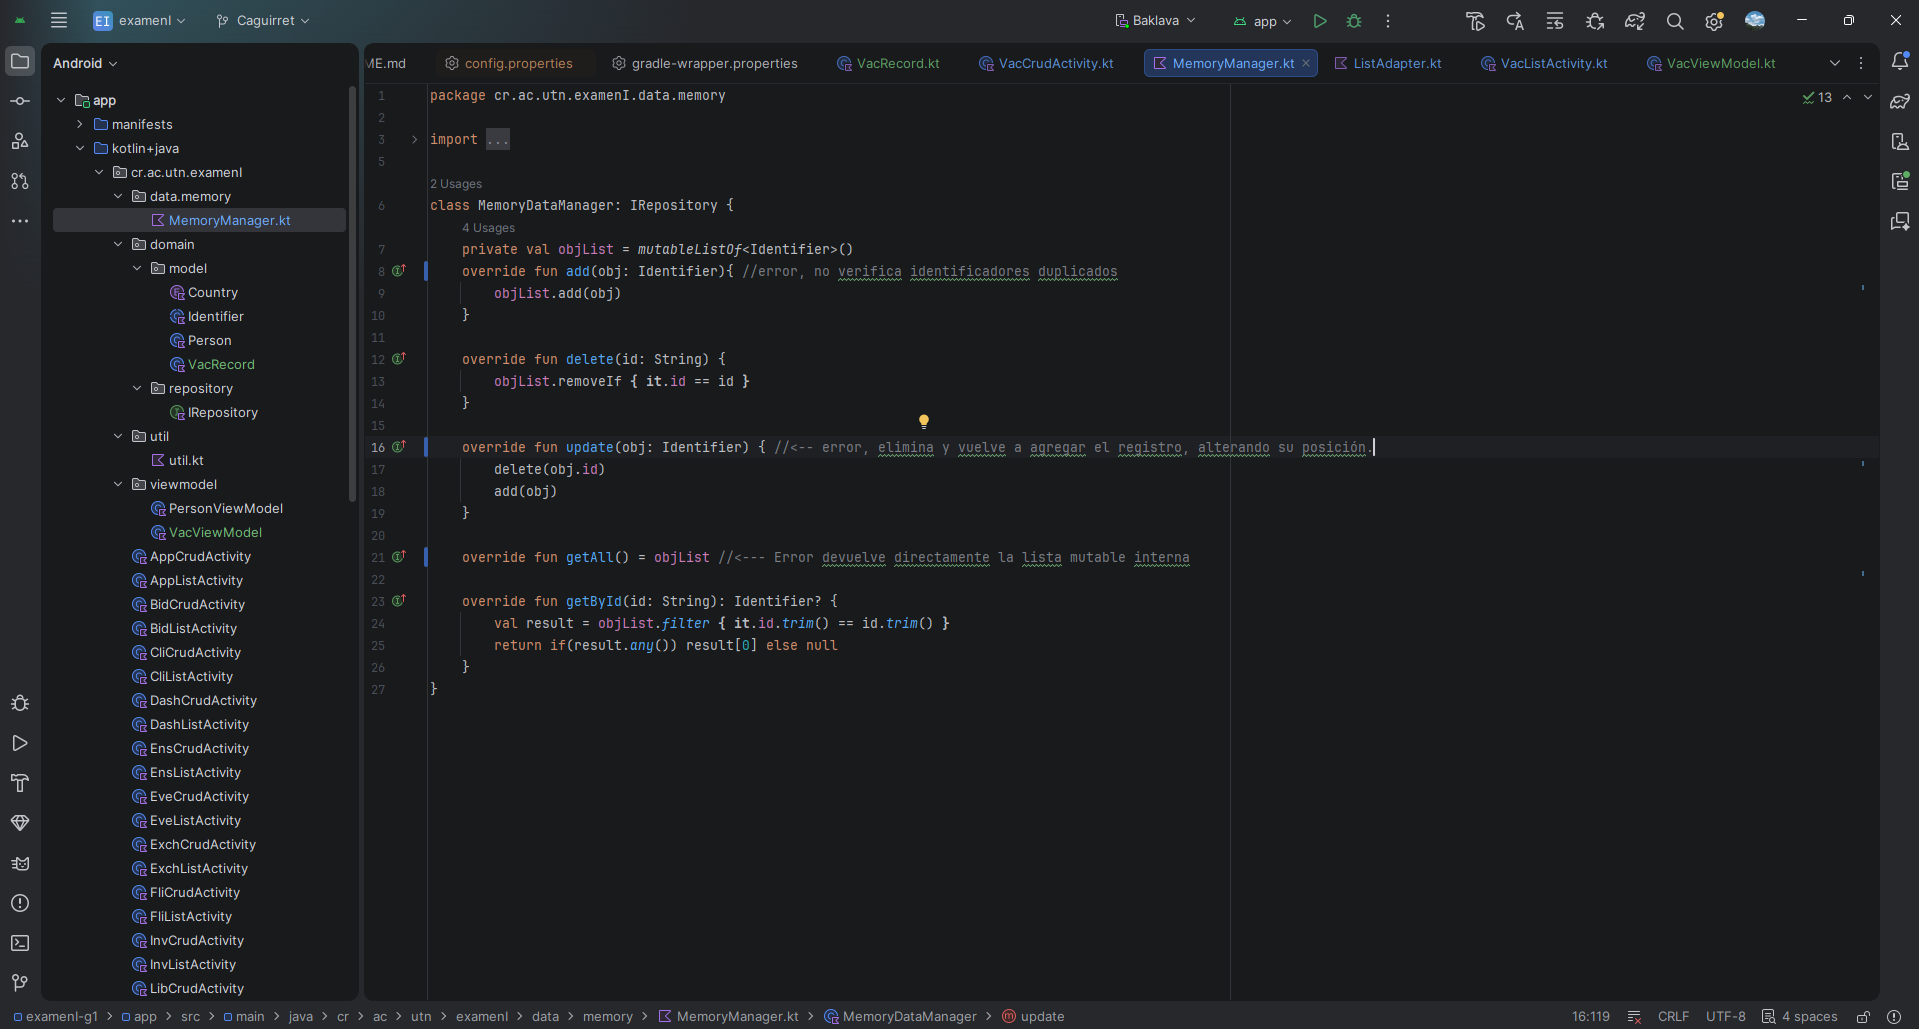 EI examenI
Caguirret
Baklava
app
Android
ME.md
config.properties
gradle-wrapper.properties
VacRecord.kt
VacCrudActivity.kt
MemoryManager.kt
ListAdapter.kt
VacListActivity.kt
VacViewModel.kt
app
manifests
kotlin+java
cr.ac.utn.examenI
data.memory
MemoryManager.kt
domain
model
Country
Identifier
Person
VacRecord
repository
IRepository
util
util.kt
viewmodel
PersonViewModel
VacViewModel
AppCrudActivity
AppListActivity
BidCrudActivity
BidListActivity
CliCrudActivity
CliListActivity
DashCrudActivity
DashListActivity
EnsCrudActivity
EnsListActivity
EveCrudActivity
EveListActivity
ExchCrudActivity
ExchListActivity
FliCrudActivity
FliListActivity
InvCrudActivity
InvListActivity
LibCrudActivity
13
1 package cr.ac.utn.examenI.data.memory
2
3 import ...
5
2 Usages
6 class MemoryDataManager: IRepository {
4 Usages
7 private val objList = mutableListOf<Identifier>()
8 override fun add(obj: Identifier){ //error, no verifica identificadores duplicados
9 objList.add(obj)
10 }
11
12 override fun delete(id: String) {
13 objList.removeIf { it.id == id }
14 }
15
16 override fun update(obj: Identifier) { //<-- error, elimina y vuelve a agregar el registro, alterando su posición.
17 delete(obj.id)
18 add(obj)
19 }
20
21 override fun getAll() = objList //<--- Error devuelve directamente la lista mutable interna
22
23 override fun getById(id: String): Identifier? {
24 val result = objList.filter { it.id.trim() == id.trim() }
25 return if(result.any()) result[0] else null
26 }
27 }
examenI-g1 > app > src > main > java > cr > ac > utn > examenI > data > memory > MemoryManager.kt > MemoryDataManager > update
16:119 CRLF UTF-8 4 spaces